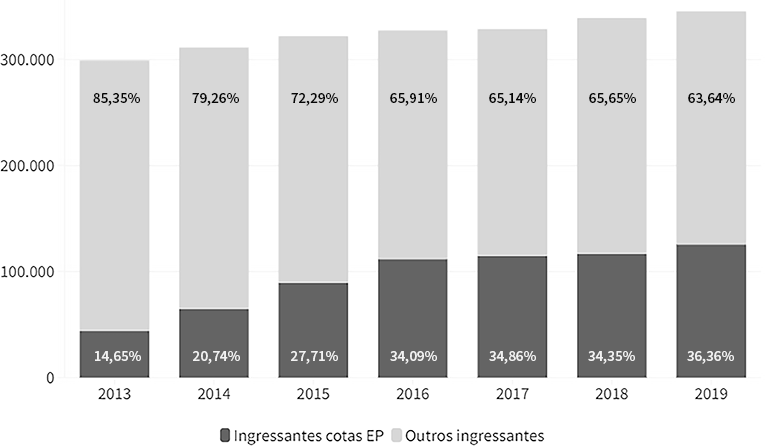 300.000
85,35% 79,26% 72,29% 65,91% 65,14% 65,65% 63,64%
200.000
100.000
14,65% 20,74% 27,71% 34,09% 34,86% 34,35% 36,36%
0
2013 2014 2015 2016 2017 2018 2019
Ingressantes cotas EP Outros ingressantes